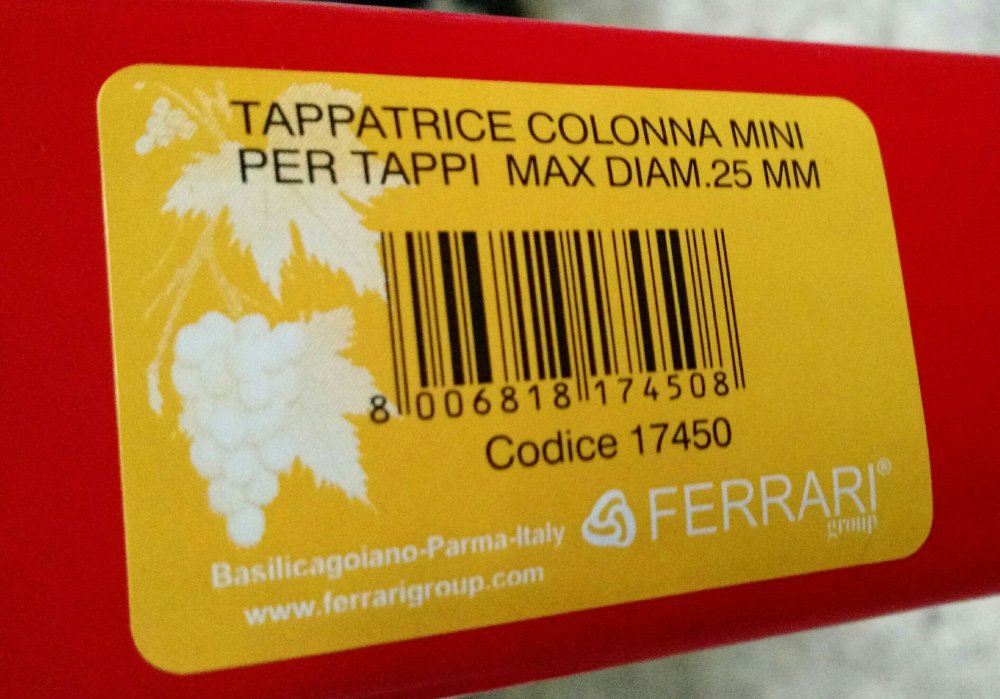 TAPPATRICE COLONNA MINI
PER TAPPI MAX DIAM.25 MM
8 006818 174508
Codice 17450
FERRARI®
group
Basilicagoiano-Parma-Italy
www.ferrarigroup.com